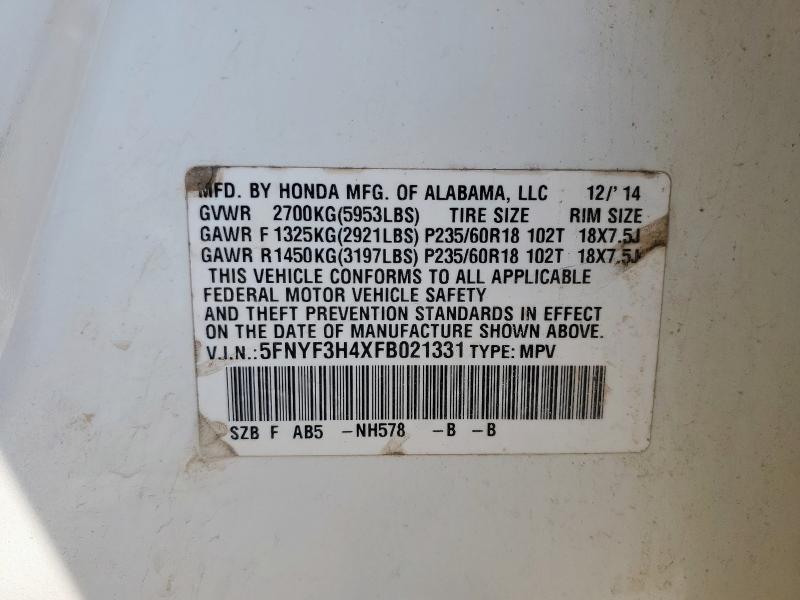 MFD. BY HONDA MFG. OF ALABAMA, LLC 12/'14
GVWR 2700KG(5953LBS) TIRE SIZE RIM SIZE
GAWR F 1325KG(2921LBS) P235/60R18 102T 18X7.5J
GAWR R1450KG(3197LBS) P235/60R18 102T 18X7.5J
THIS VEHICLE CONFORMS TO ALL APPLICABLE
FEDERAL MOTOR VEHICLE SAFETY
AND THEFT PREVENTION STANDARDS IN EFFECT
ON THE DATE OF MANUFACTURE SHOWN ABOVE.
V.I.N.:5FNYF3H4XFB021331 TYPE: MPV
SZB F AB5 -NH578 -B -B